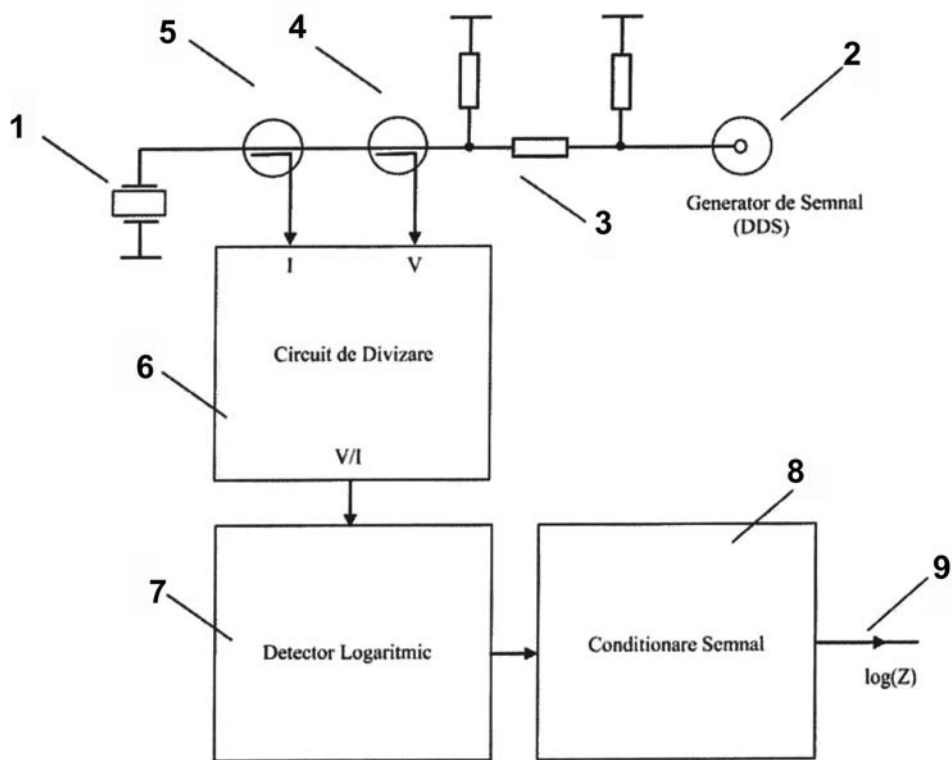 5
4
2
1
3
Generator de Semnal
(DDS)
I V
Circuit de Divizare
6
V/I
8
7
9
Detector Logaritmic
Conditionare Semnal
log(Z)